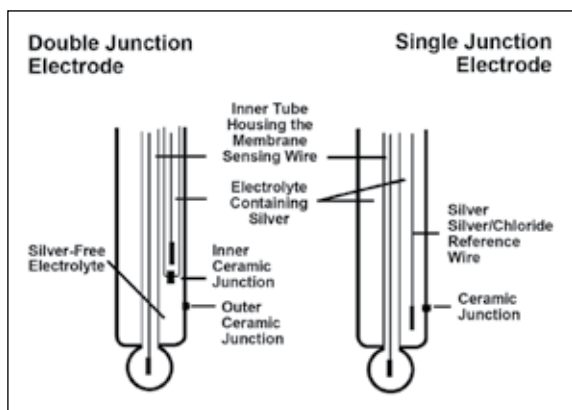 Double Junction
Electrode
Single Junction
Electrode
Inner Tube
Housing the
Membrane
Sensing Wire
Electrolyte
Containing
Silver
Silver-Free
Electrolyte
Inner
Ceramic
Junction
Outer
Ceramic
Junction
Silver
Silver/Chloride
Reference
Wire
Ceramic
Junction